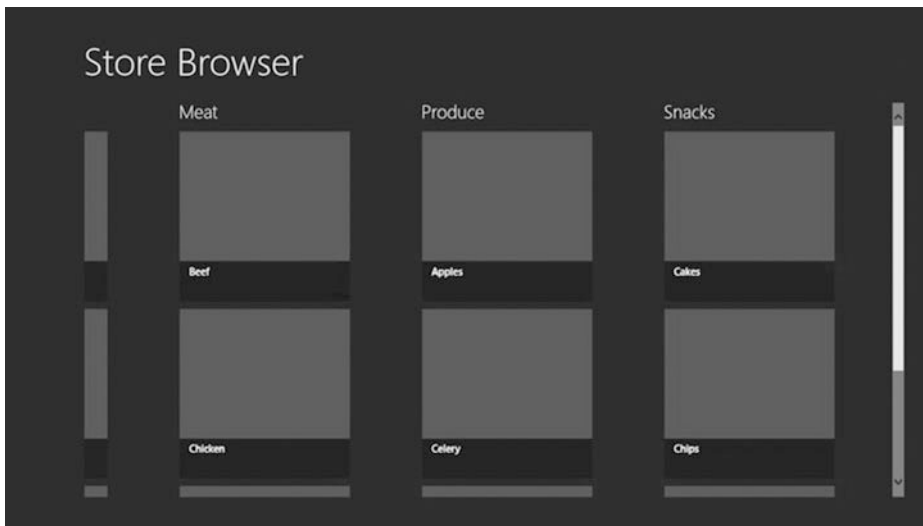 Store Browser
Meat
Produce
Snacks
Beef
Apples
Cakes
Chicken
Celery
Chips